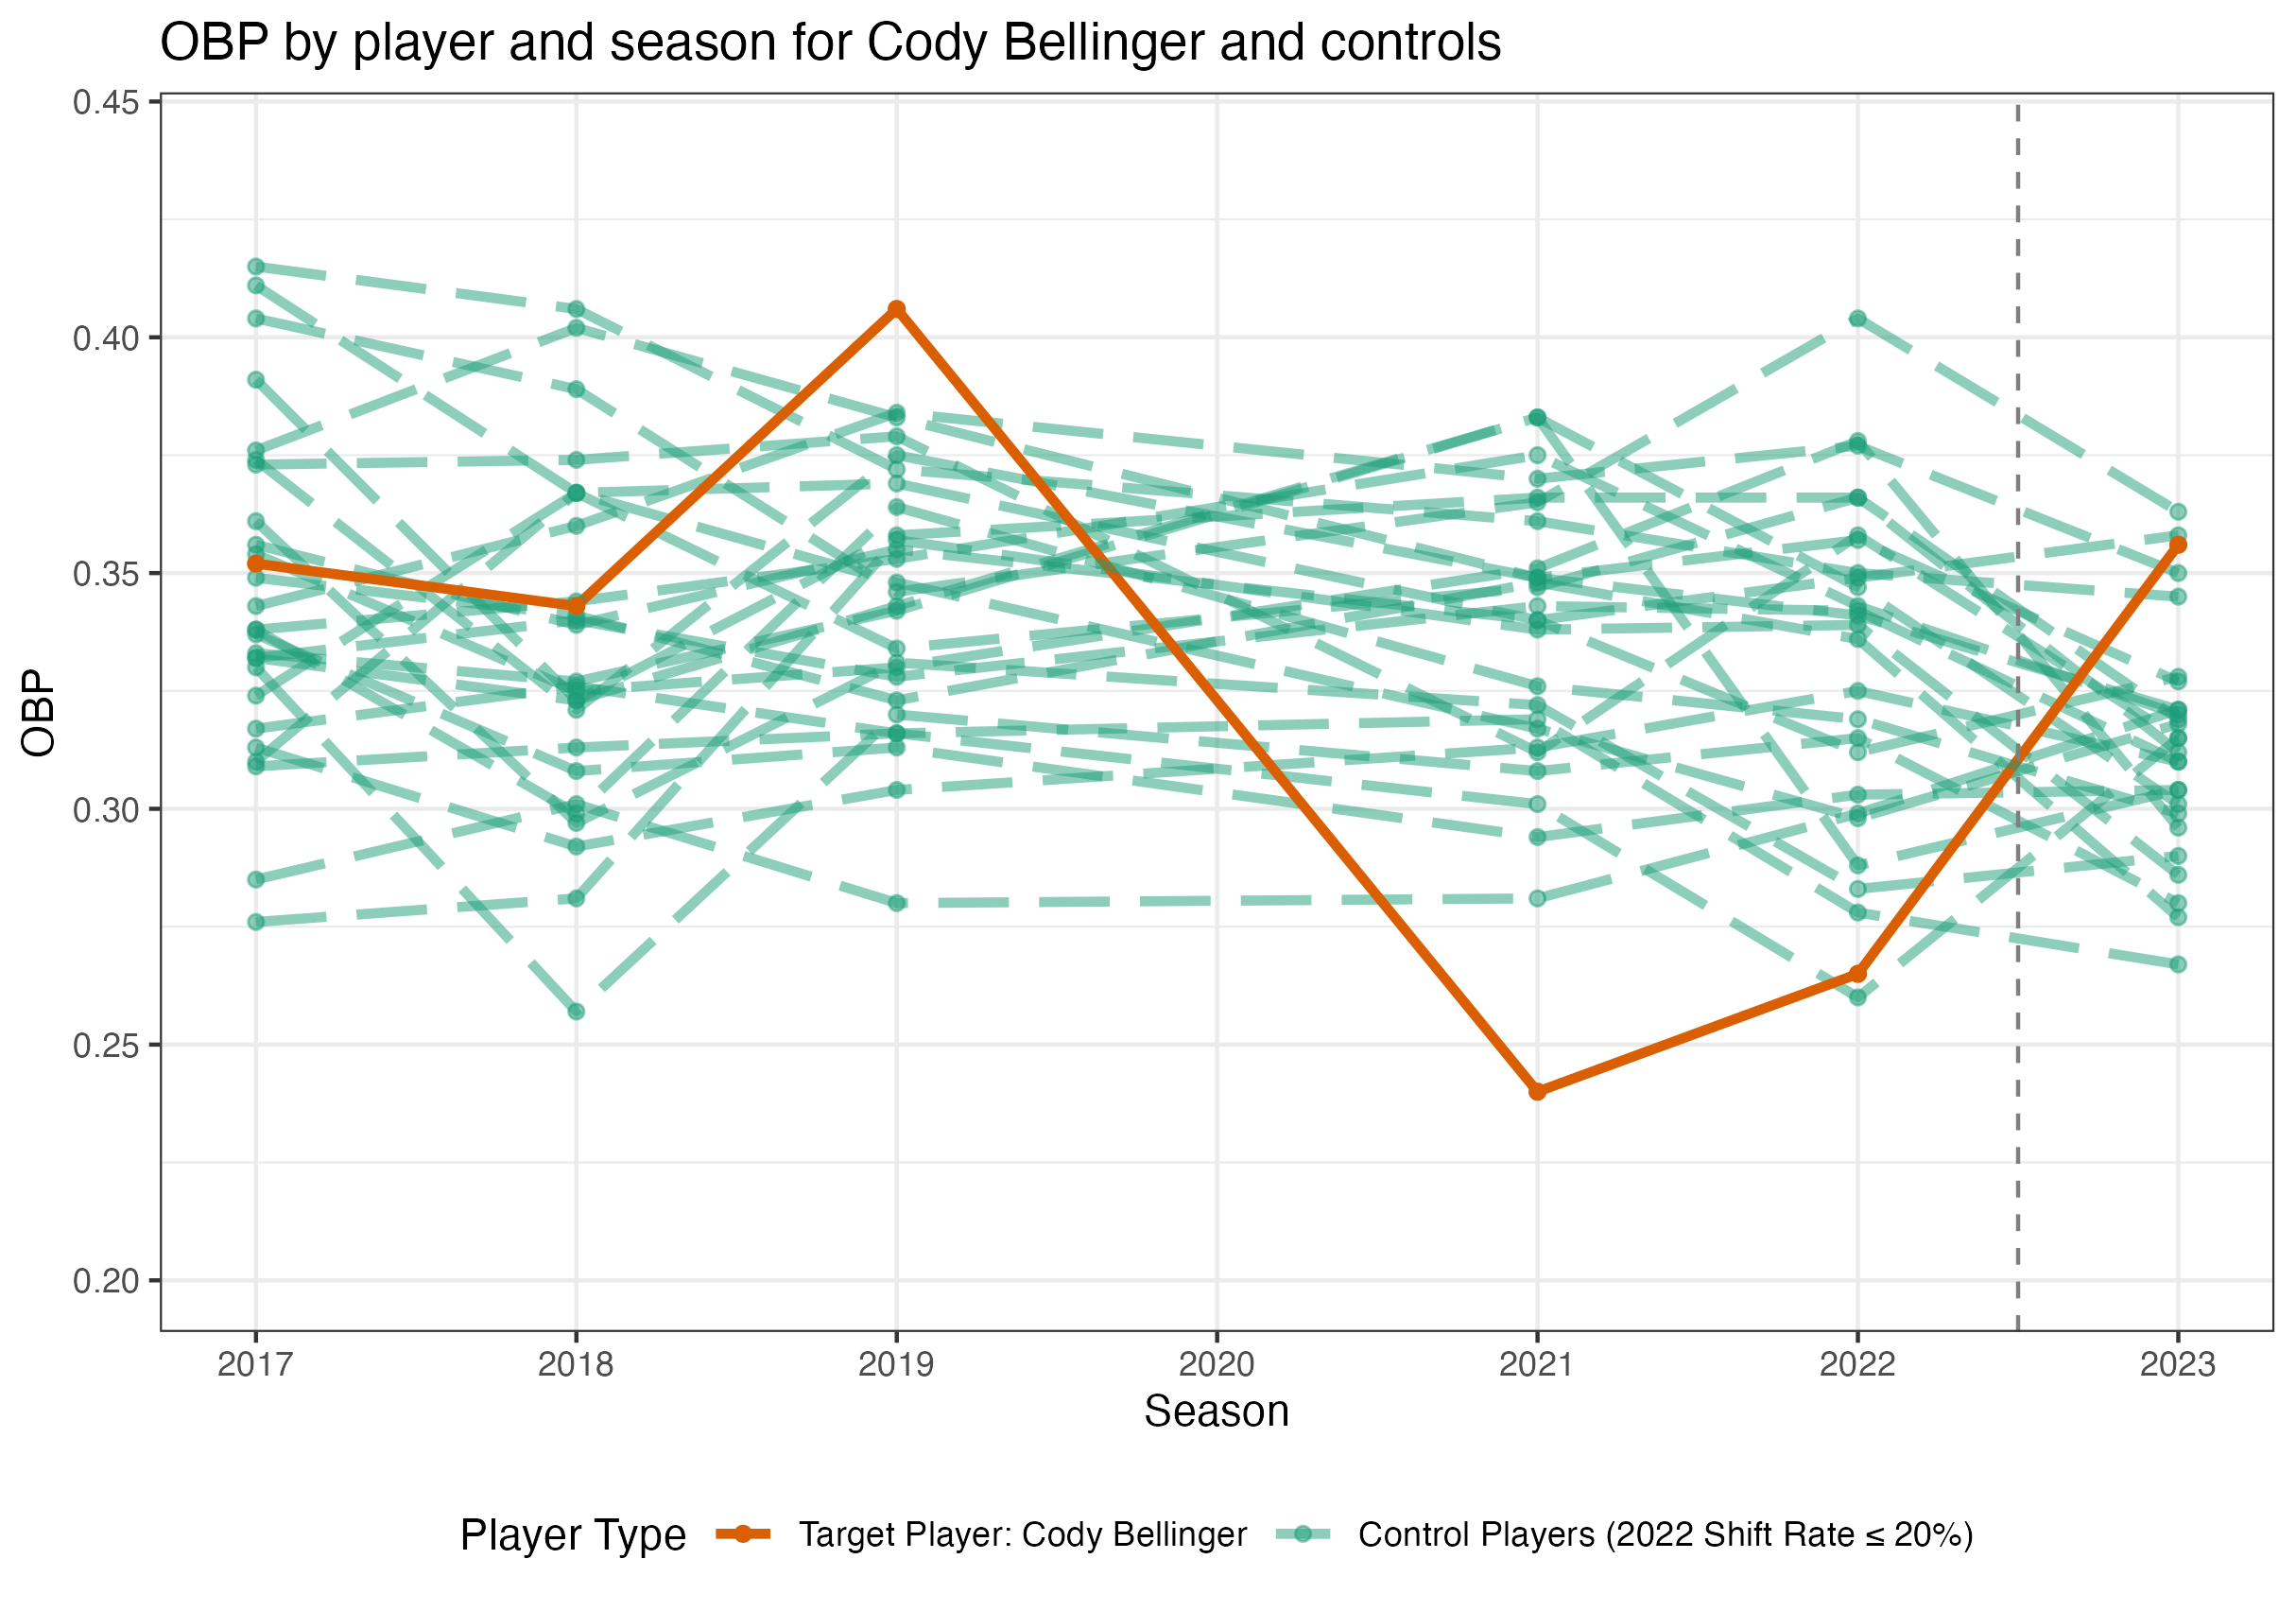 OBP by player and season for Cody Bellinger and controls
0.45
0.40
0.35
0.30
0.25
0.20
OBP
2017 2018 2019 2020 2021 2022 2023
Season
Player Type Target Player: Cody Bellinger Control Players (2022 Shift Rate ≤ 20%)